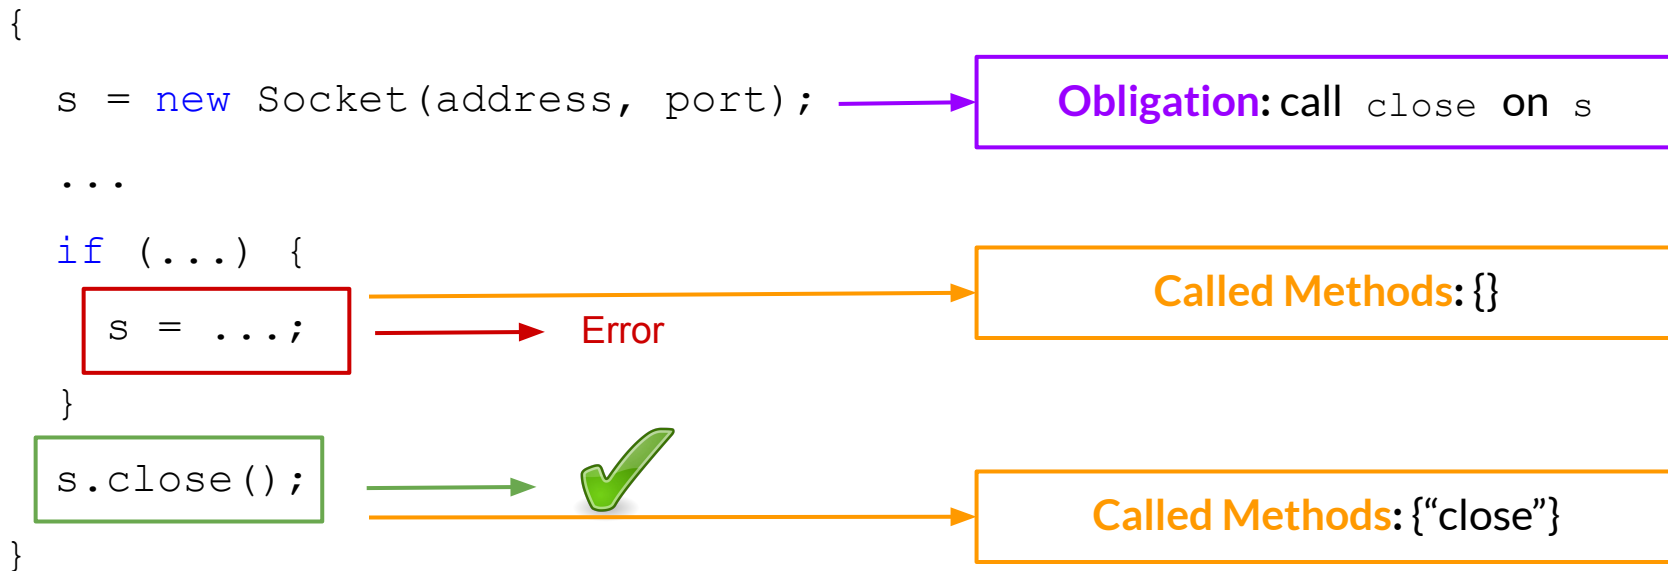 {
s = new Socket(address, port);
Obligation: call close on s
...
if (...) {
Called Methods: {}
s = ...;
Error
}
s.close();
Called Methods: {“close”}
}